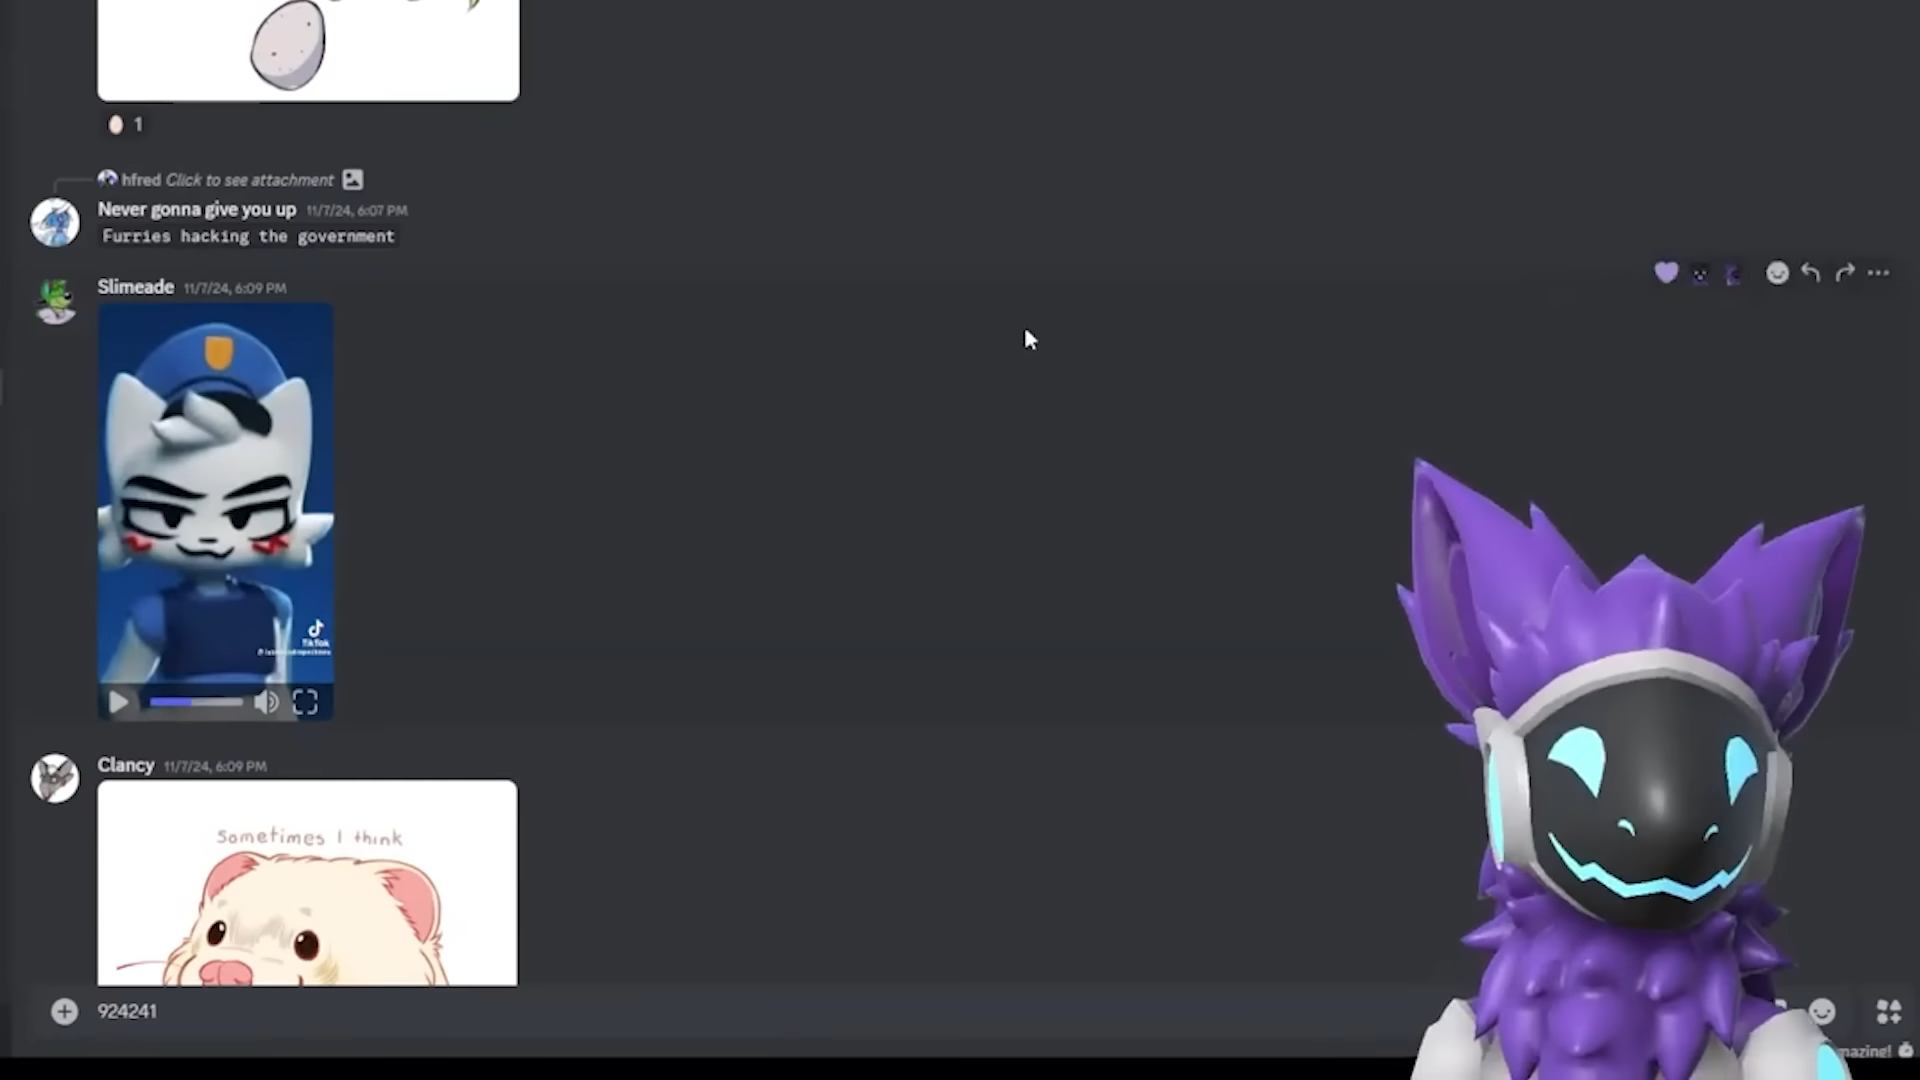 1
hfred Click to see attachment
Never gonna give you up 11/7/24, 6:07 PM
Furries hacking the government
Slimeade 11/7/24, 6:09 PM
TikTok
Clancy 11/7/24, 6:09 PM
Sometimes I think
924241
mazing!